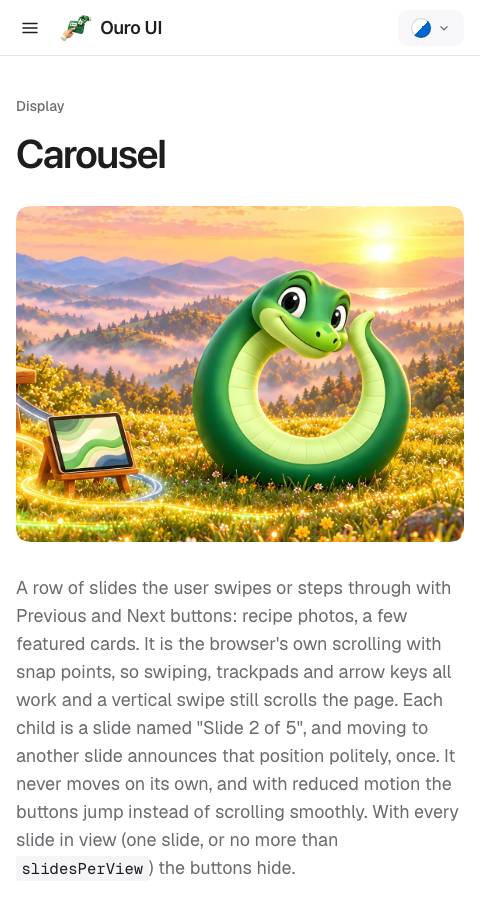 Ouro UI
Display
Carousel
A row of slides the user swipes or steps through with
Previous and Next buttons: recipe photos, a few
featured cards. It is the browser's own scrolling with
snap points, so swiping, trackpads and arrow keys all
work and a vertical swipe still scrolls the page. Each
child is a slide named "Slide 2 of 5", and moving to
another slide announces that position politely, once. It
never moves on its own, and with reduced motion the
buttons jump instead of scrolling smoothly. With every
slide in view (one slide, or no more than
slidesPerView) the buttons hide.